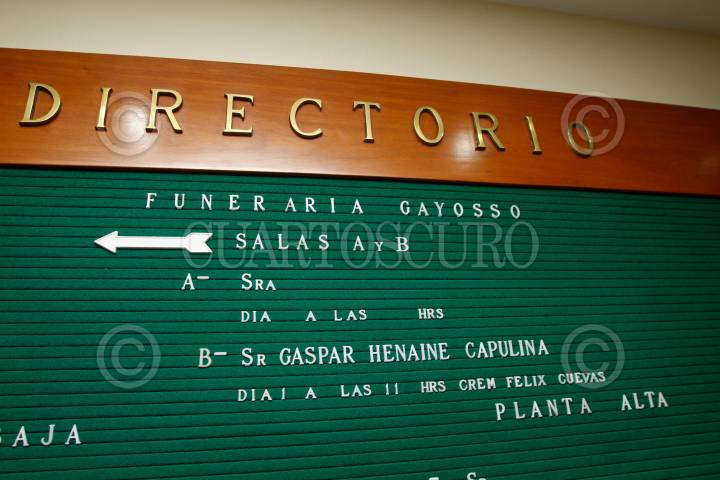 DIRECTORIO
FUNERARIA GAYOSSO
SALAS A Y B
A- SRA
DIA A LAS HRS
B- SR GASPAR HENAINE CAPULINA
DIA 1 A LAS 11 HRS CREM FELIX CUEVAS
PLANTA ALTA
BAJA
CUARTOSCURO